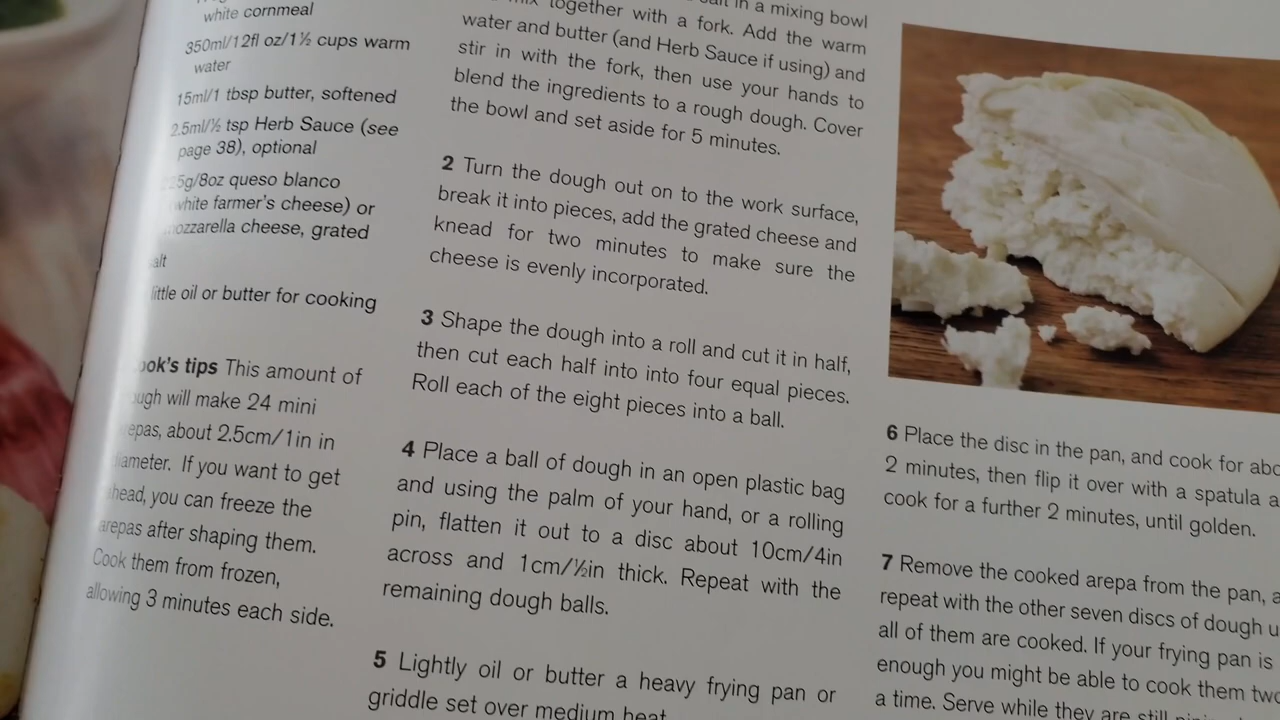 white cornmeal
350ml/12fl oz/1½ cups warm
water
15ml/1 tbsp butter, softened
2.5ml/½ tsp Herb Sauce (see
page 38), optional
25g/8oz queso blanco
white farmer's cheese) or
ozzarella cheese, grated
alt
little oil or butter for cooking
ook's tips This amount of
ough will make 24 mini
epas, about 2.5cm/1in in
iameter. If you want to get
head, you can freeze the
arepas after shaping them.
Cook them from frozen,
allowing 3 minutes each side.
in a mixing bowl
mix together with a fork. Add the warm
water and butter (and Herb Sauce if using) and
stir in with the fork, then use your hands to
blend the ingredients to a rough dough. Cover
the bowl and set aside for 5 minutes.
2 Turn the dough out on to the work surface,
break it into pieces, add the grated cheese and
knead for two minutes to make sure the
cheese is evenly incorporated.
3 Shape the dough into a roll and cut it in half,
then cut each half into into four equal pieces.
Roll each of the eight pieces into a ball.
4 Place a ball of dough in an open plastic bag
and using the palm of your hand, or a rolling
pin, flatten it out to a disc about 10cm/4in
across and 1cm/½in thick. Repeat with the
remaining dough balls.
5 Lightly oil or butter a heavy frying pan or
griddle set over medium heat
6 Place the disc in the pan, and cook for abo
2 minutes, then flip it over with a spatula a
cook for a further 2 minutes, until golden.
7 Remove the cooked arepa from the pan, a
repeat with the other seven discs of dough u
all of them are cooked. If your frying pan is
enough you might be able to cook them two
a time. Serve while they are still